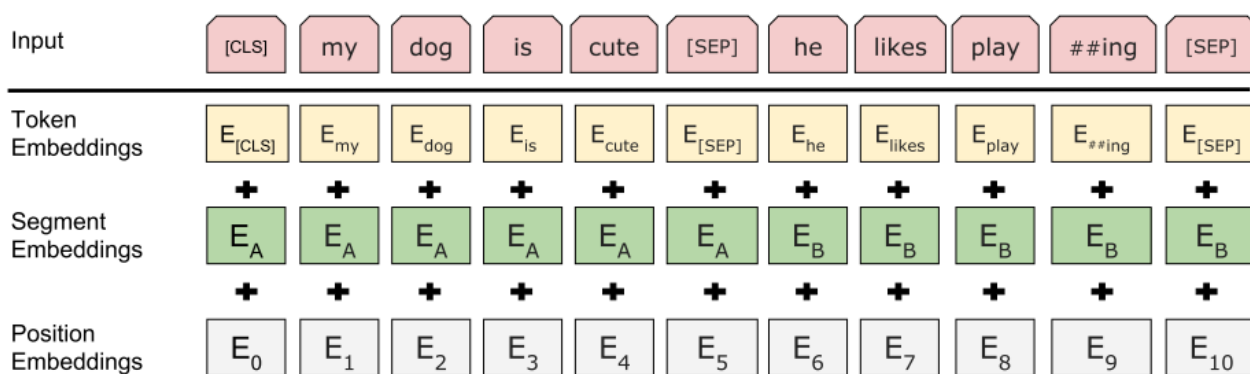 Input [CLS] my dog is cute [SEP] he likes play ##ing [SEP]
Token
Embeddings
E[CLS] Emy Edog Eis Ecute E[SEP] Ehe Elikes Eplay E##ing E[SEP]
+ + + + + + + + + + +
Segment
Embeddings
EA EA EA EA EA EA EB EB EB EB EB
+ + + + + + + + + + +
Position
Embeddings
E0 E1 E2 E3 E4 E5 E6 E7 E8 E9 E10